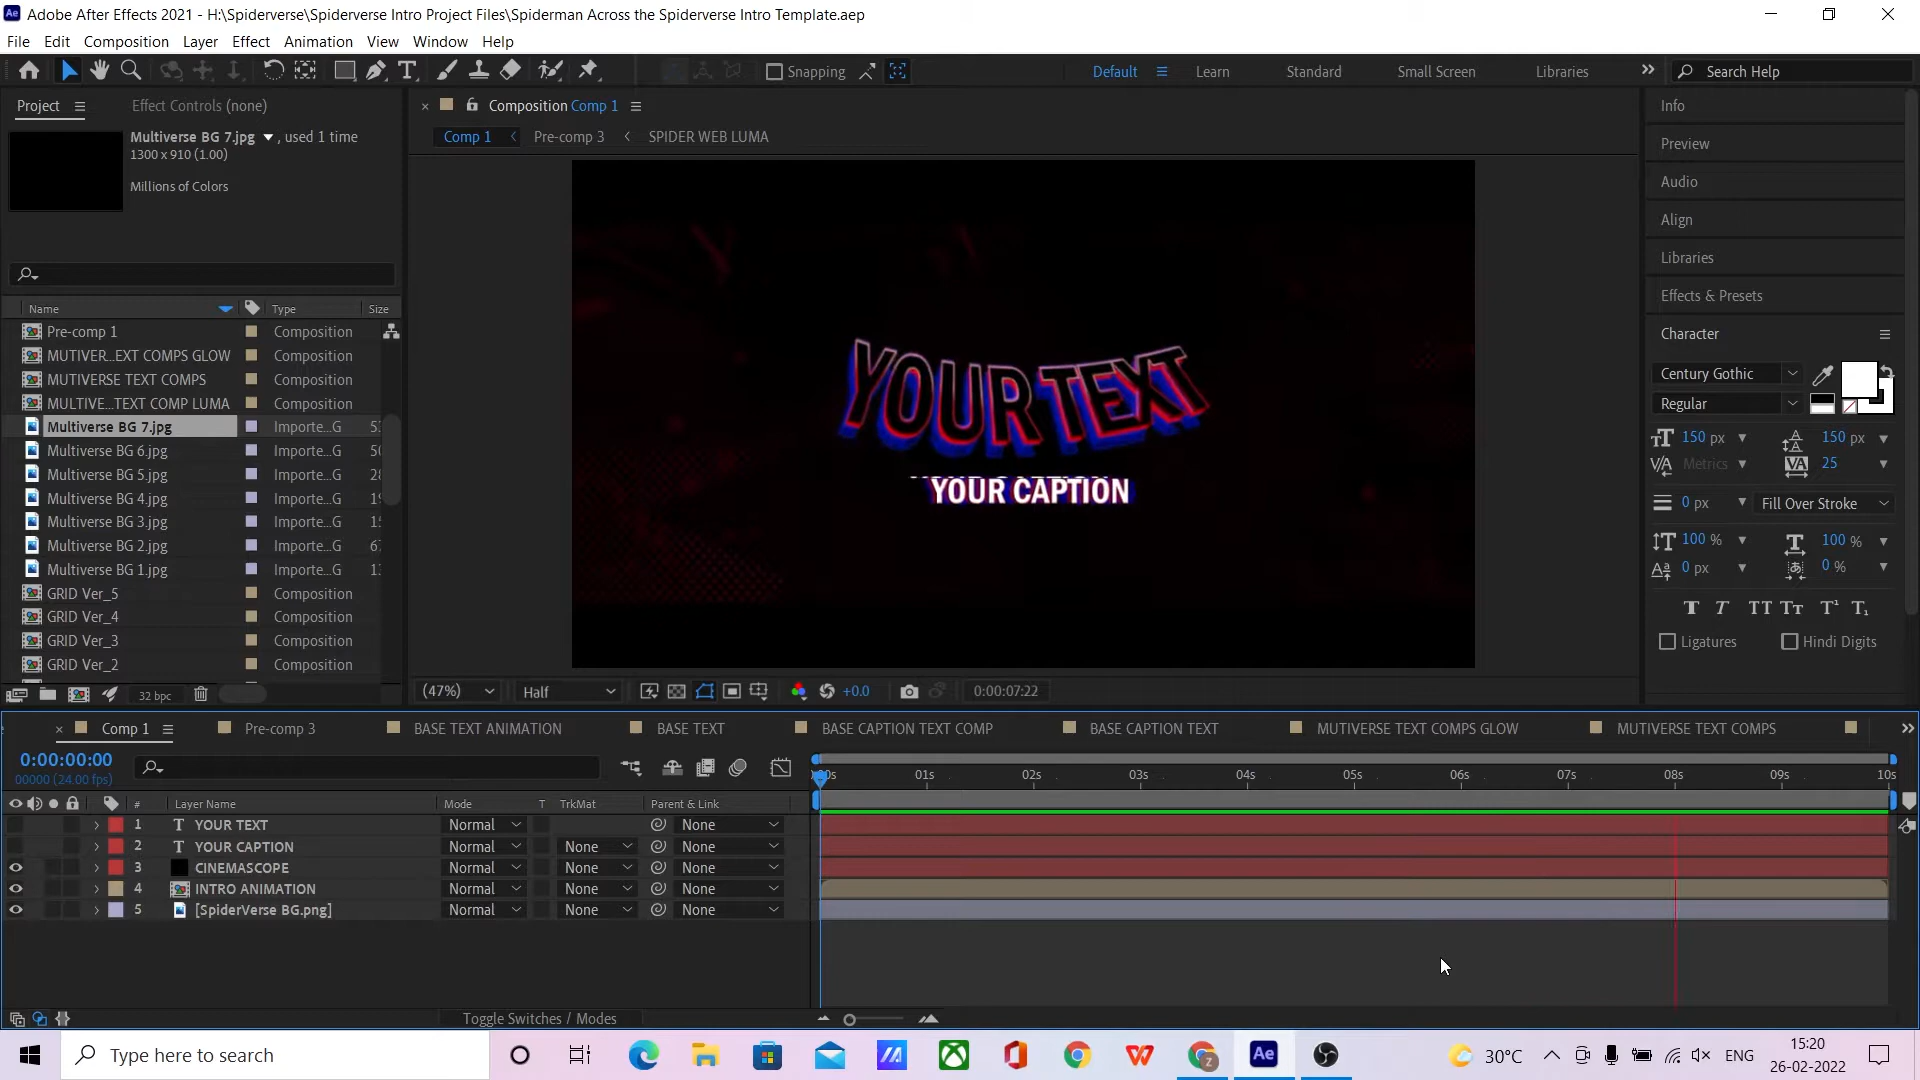 Adobe After Effects 2021 - H:\Spiderverse\Spiderverse Intro Project Files\Spiderman Across the Spiderverse Intro Template.aep
File Edit Composition Layer Effect Animation View Window Help
Snapping Default Learn Standard Small Screen Libraries Search Help
Project Effect Controls (none)
Composition Comp 1
Multiverse BG 7.jpg , used 1 time
1300 x 910 (1.00)
Millions of Colors
Comp 1 Pre-comp 3 SPIDER WEB LUMA
Name Type Size
Pre-comp 1 Composition
MUTIVER...EXT COMPS GLOW Composition
MUTIVERSE TEXT COMPS Composition
MULTIVE...TEXT COMP LUMA Composition
Multiverse BG 7.jpg Importe...G
Multiverse BG 6.jpg Importe...G
Multiverse BG 5.jpg Importe...G
Multiverse BG 4.jpg Importe...G
Multiverse BG 3.jpg Importe...G
Multiverse BG 2.jpg Importe...G
Multiverse BG 1.jpg Importe...G
GRID Ver_5 Composition
GRID Ver_4 Composition
GRID Ver_3 Composition
GRID Ver_2 Composition
32 bpc
YOUR TEXT
YOUR CAPTION
(47%) Half +0.0 0:00:07:22
Info
Preview
Audio
Align
Libraries
Effects & Presets
Character
Century Gothic
Regular
150 px 150 px
Metrics 25
0 px Fill Over Stroke
100 % 100 %
0 px 0 %
Ligatures Hindi Digits
Comp 1 Pre-comp 3 BASE TEXT ANIMATION BASE TEXT BASE CAPTION TEXT COMP BASE CAPTION TEXT MUTIVERSE TEXT COMPS GLOW MUTIVERSE TEXT COMPS
0:00:00:00
00000 (24.00 fps)
01s 02s 03s 04s 05s 06s 07s 08s 09s 10s
# Layer Name Mode T TrkMat Parent & Link
1 T YOUR TEXT Normal None
2 T YOUR CAPTION Normal None None
3 CINEMASCOPE Normal None None
4 INTRO ANIMATION Normal None None
5 [SpiderVerse BG.png] Normal None None
Toggle Switches / Modes
Type here to search
30°C ENG
15:20
26-02-2022